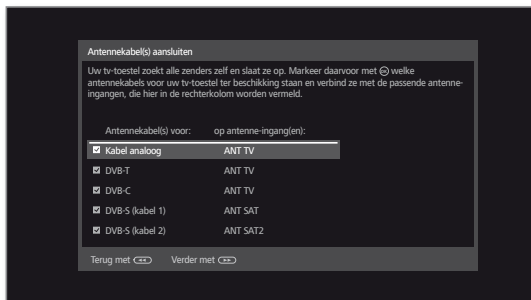 Antennekabel(s) aansluiten
Uw tv-toestel zoekt alle zenders zelf en slaat ze op. Markeer daarvoor met OK welke
antennekabels voor uw tv-toestel ter beschikking staan en verbind ze met de passende antenne-
ingangen, die hier in de rechterkolom worden vermeld.
Antennekabel(s) voor: op antenne-ingang(en):
Kabel analoog ANT TV
DVB-T ANT TV
DVB-C ANT TV
DVB-S (kabel 1) ANT SAT
DVB-S (kabel 2) ANT SAT2
Terug met Verder met